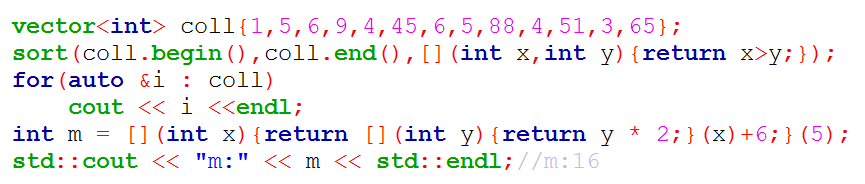 vector<int> coll{1,5,6,9,4,45,6,5,88,4,51,3,65};
sort(coll.begin(),coll.end(),[](int x,int y){return x>y;});
for(auto &i : coll)
    cout << i <<endl;
int m = [](int x){return [](int y){return y * 2;}(x)+6;}(5);
std::cout << "m:" << m << std::endl;//m:16